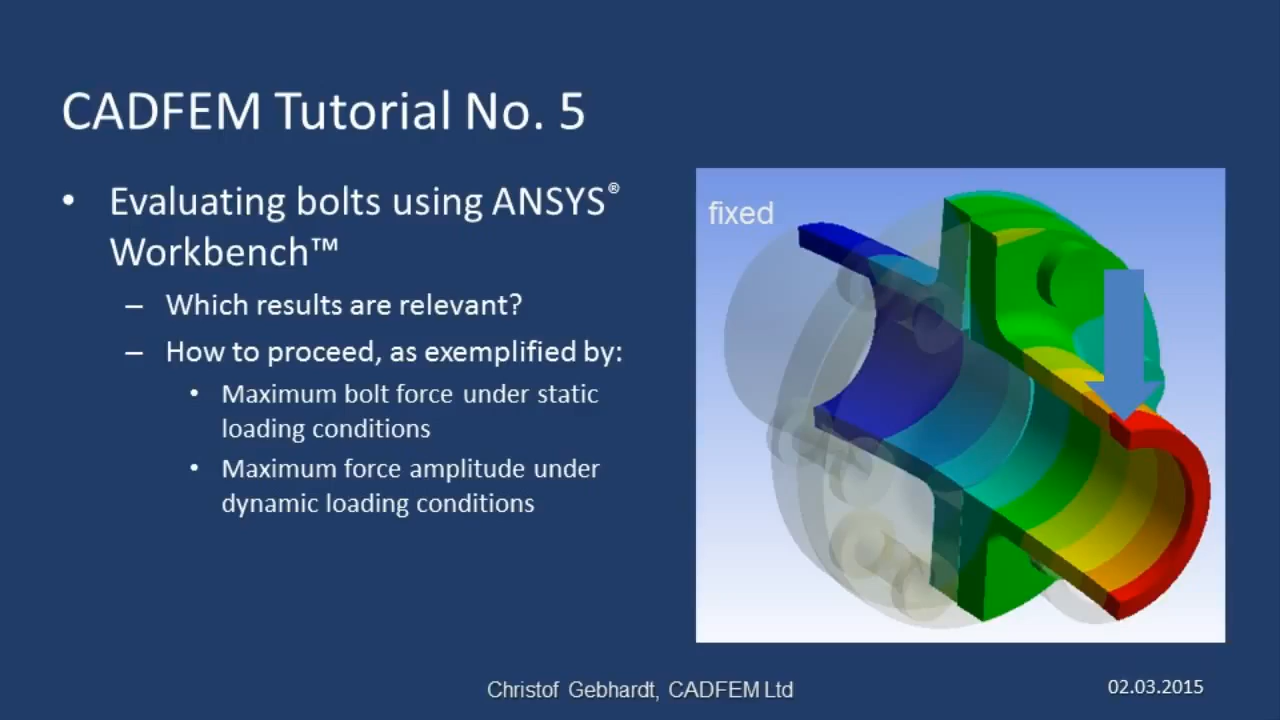 CADFEM Tutorial No. 5
• Evaluating bolts using ANSYS®
Workbench™
– Which results are relevant?
– How to proceed, as exemplified by:
• Maximum bolt force under static
loading conditions
• Maximum force amplitude under
dynamic loading conditions
fixed
Christof Gebhardt, CADFEM Ltd
02.03.2015